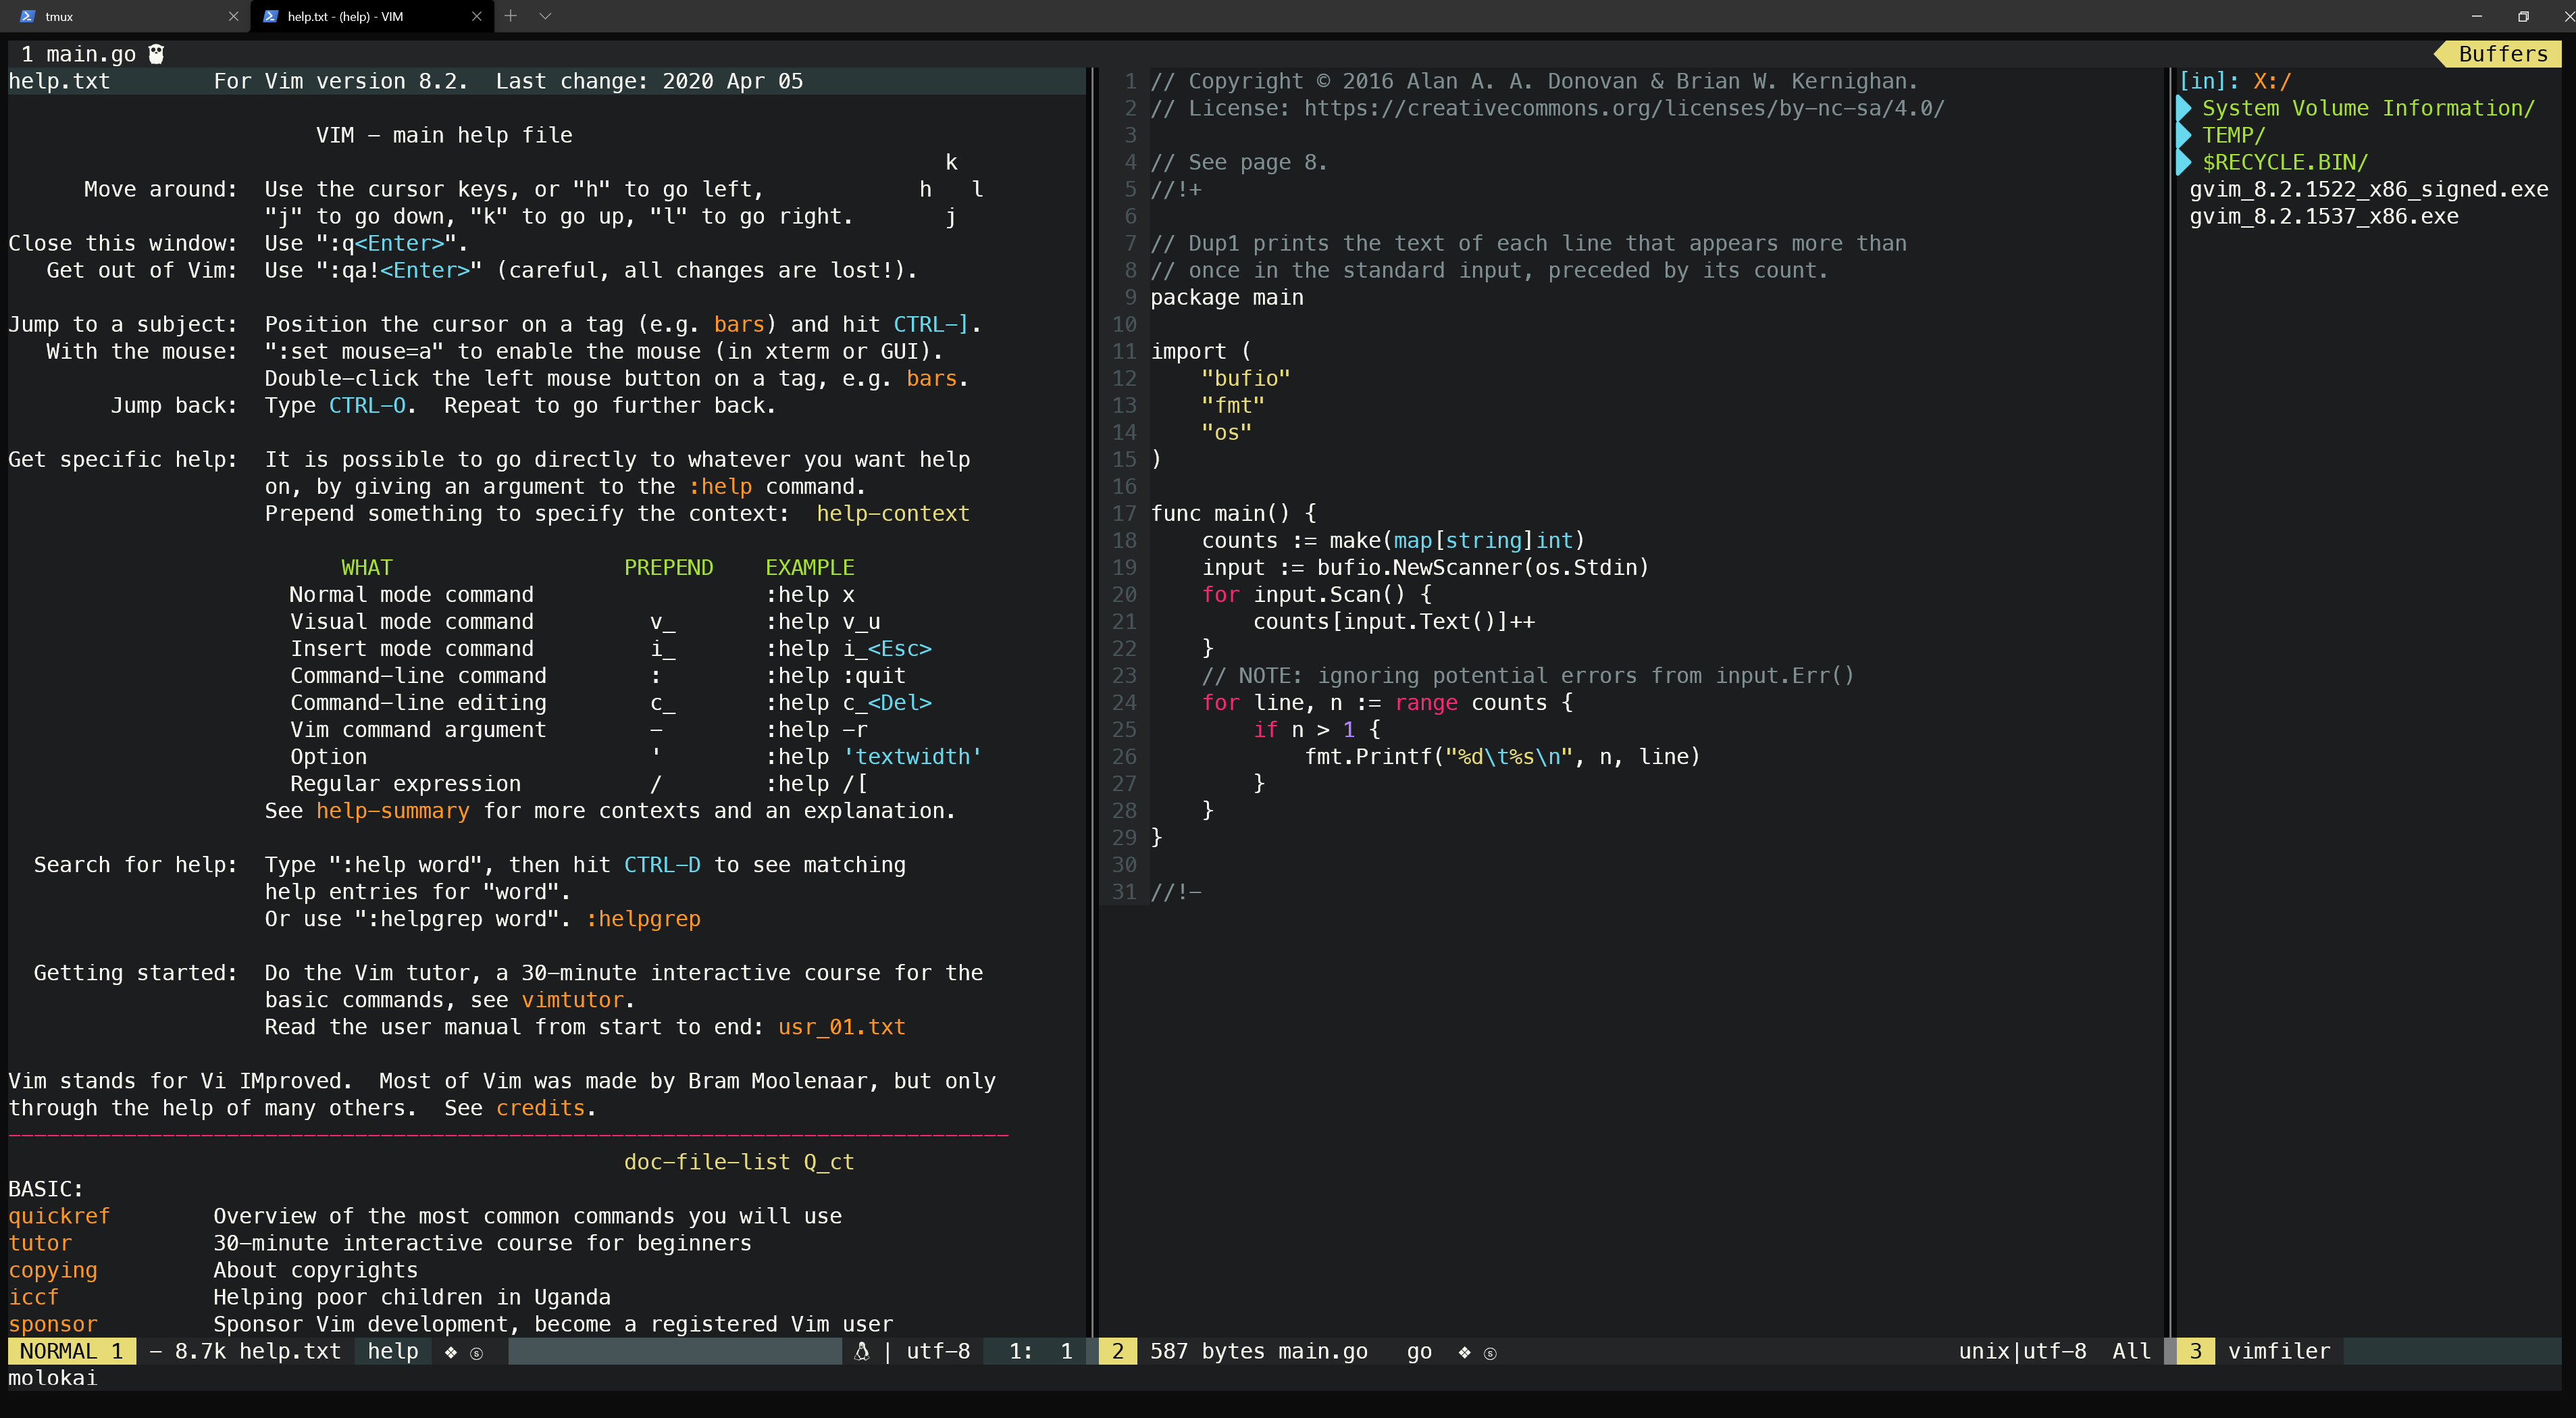 tmux
help.txt - (help) - VIM
1 main.go
Buffers
help.txt        For Vim version 8.2.  Last change: 2020 Apr 05
VIM - main help file
k
Move around:  Use the cursor keys, or "h" to go left,            h   l
"j" to go down, "k" to go up, "l" to go right.       j
Close this window:  Use ":q<Enter>".
Get out of Vim:  Use ":qa!<Enter>" (careful, all changes are lost!).
Jump to a subject:  Position the cursor on a tag (e.g. bars) and hit CTRL-].
With the mouse:  ":set mouse=a" to enable the mouse (in xterm or GUI).
Double-click the left mouse button on a tag, e.g. bars.
Jump back:  Type CTRL-O.  Repeat to go further back.
Get specific help:  It is possible to go directly to whatever you want help
on, by giving an argument to the :help command.
Prepend something to specify the context:  help-context
WHAT                  PREPEND    EXAMPLE
Normal mode command                  :help x
Visual mode command         v_       :help v_u
Insert mode command         i_       :help i_<Esc>
Command-line command        :        :help :quit
Command-line editing        c_       :help c_<Del>
Vim command argument        -        :help -r
Option                      '        :help 'textwidth'
Regular expression          /        :help /[
See help-summary for more contexts and an explanation.
Search for help:  Type ":help word", then hit CTRL-D to see matching
help entries for "word".
Or use ":helpgrep word". :helpgrep
Getting started:  Do the Vim tutor, a 30-minute interactive course for the
basic commands, see vimtutor.
Read the user manual from start to end: usr_01.txt
Vim stands for Vi IMproved.  Most of Vim was made by Bram Moolenaar, but only
through the help of many others.  See credits.
------------------------------------------------------------------------------
doc-file-list Q_ct
BASIC:
quickref        Overview of the most common commands you will use
tutor           30-minute interactive course for beginners
copying         About copyrights
iccf            Helping poor children in Uganda
sponsor         Sponsor Vim development, become a registered Vim user
1 // Copyright © 2016 Alan A. A. Donovan & Brian W. Kernighan.
2 // License: https://creativecommons.org/licenses/by-nc-sa/4.0/
3
4 // See page 8.
5 //!+
6
7 // Dup1 prints the text of each line that appears more than
8 // once in the standard input, preceded by its count.
9 package main
10
11 import (
12     "bufio"
13     "fmt"
14     "os"
15 )
16
17 func main() {
18     counts := make(map[string]int)
19     input := bufio.NewScanner(os.Stdin)
20     for input.Scan() {
21         counts[input.Text()]++
22     }
23     // NOTE: ignoring potential errors from input.Err()
24     for line, n := range counts {
25         if n > 1 {
26             fmt.Printf("%d\t%s\n", n, line)
27         }
28     }
29 }
30
31 //!-
[in]: X:/
System Volume Information/
TEMP/
$RECYCLE.BIN/
gvim_8.2.1522_x86_signed.exe
gvim_8.2.1537_x86.exe
NORMAL 1  - 8.7k help.txt  help  ❖ ⓢ  | utf-8  1:  1
2  587 bytes main.go   go  ❖ ⓢ  unix|utf-8  All
3  vimfiler
molokai